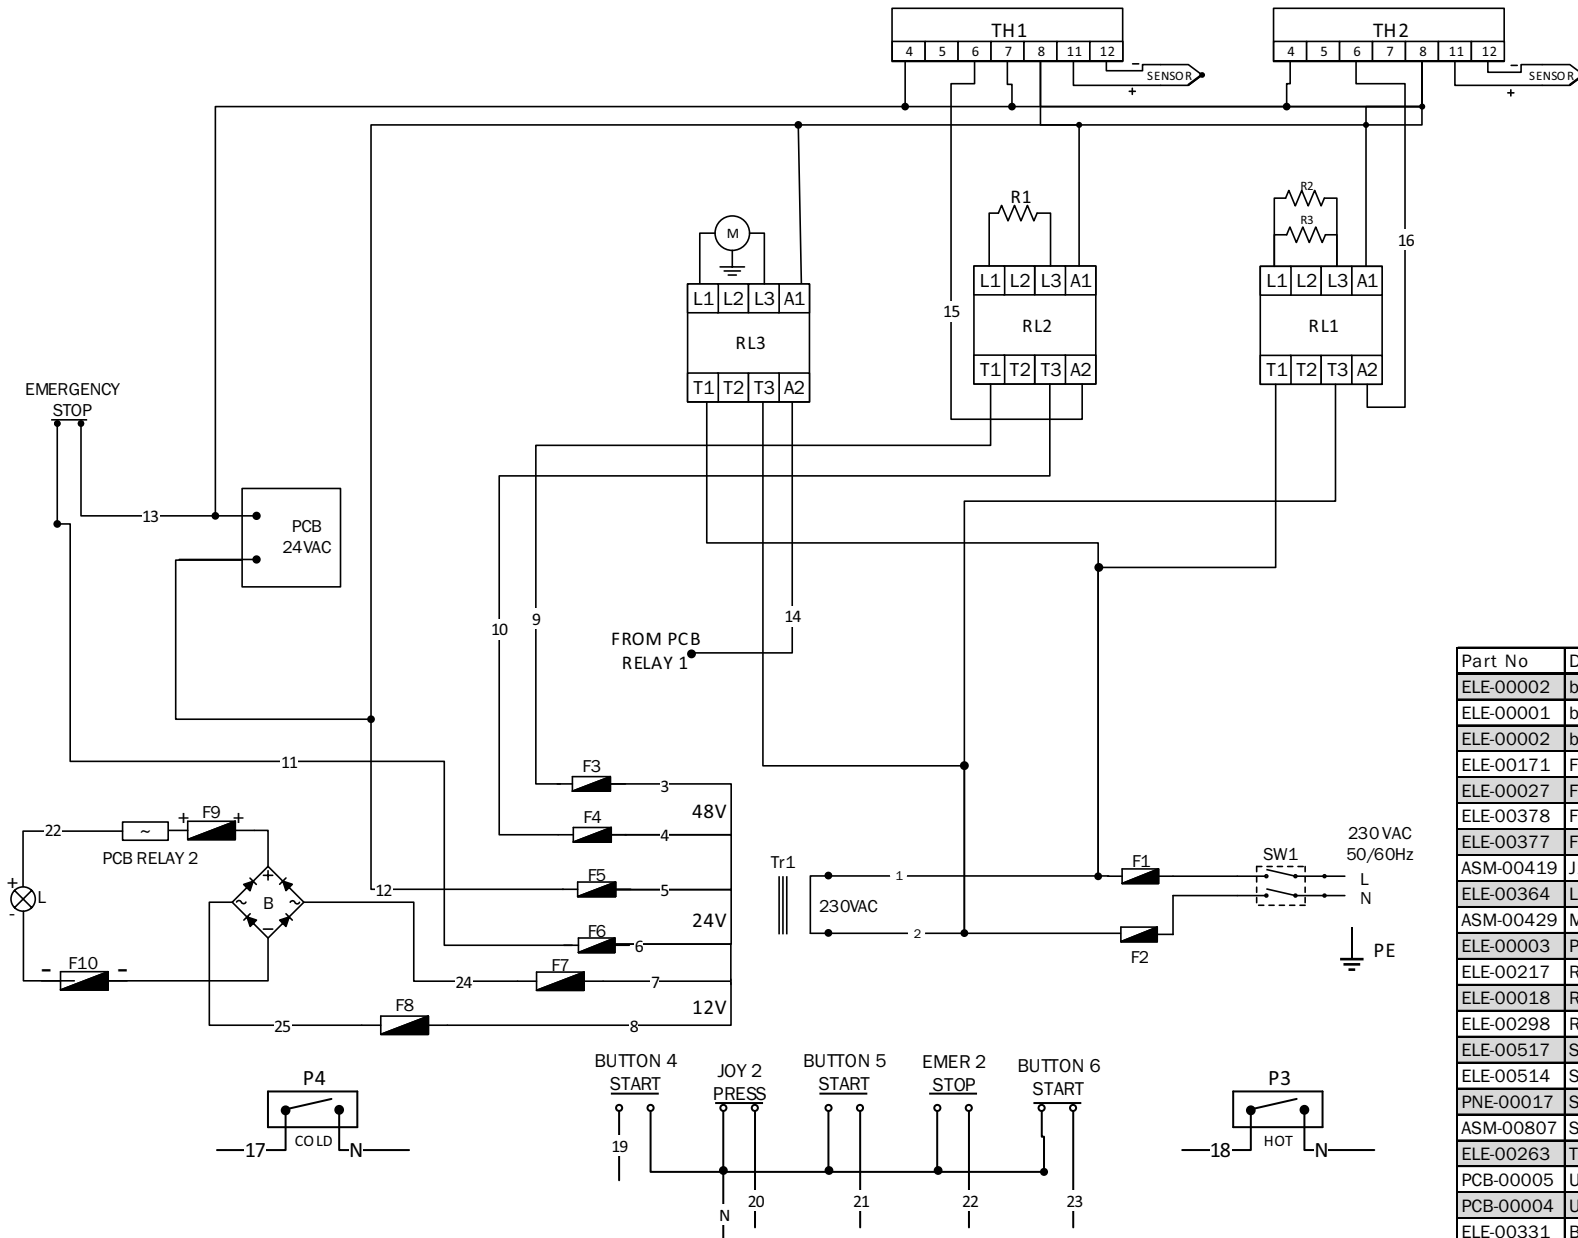 TH1
4 5 6 7 8 11 12
- SENSOR
+
TH2
4 5 6 7 8 11 12
- SENSOR
+
M
R1
R2
R3
16
15
L1 L2 L3 A1
RL3
T1 T2 T3 A2
L1 L2 L3 A1
RL2
T1 T2 T3 A2
L1 L2 L3 A1
RL1
T1 T2 T3 A2
EMERGENCY
STOP
13
PCB
24VAC
10
9
14
FROM PCB
RELAY 1
11
F3
3
48V
F4
4
12
F5
5
24V
F6
6
24
F7
7
12V
25
F8
8
22
+ F9 +
~
PCB RELAY 2
+
L
-
+
~ B ~
−
- F10 -
Tr1
230VAC
1
2
F1
F2
SW1
230 VAC
50/60Hz
L
N
PE
P4
COLD
17
N
BUTTON 4
START
19
JOY 2
PRESS
N
20
BUTTON 5
START
21
EMER 2
STOP
22
BUTTON 6
START
23
P3
HOT
18
N
Part No D
ELE-00002 b
ELE-00001 b
ELE-00002 b
ELE-00171 F
ELE-00027 F
ELE-00378 F
ELE-00377 F
ASM-00419 J
ELE-00364 L
ASM-00429 M
ELE-00003 P
ELE-00217 R
ELE-00018 R
ELE-00298 R
ELE-00517 S
ELE-00514 S
PNE-00017 S
ASM-00807 S
ELE-00263 T
PCB-00005 U
PCB-00004 U
ELE-00331 B